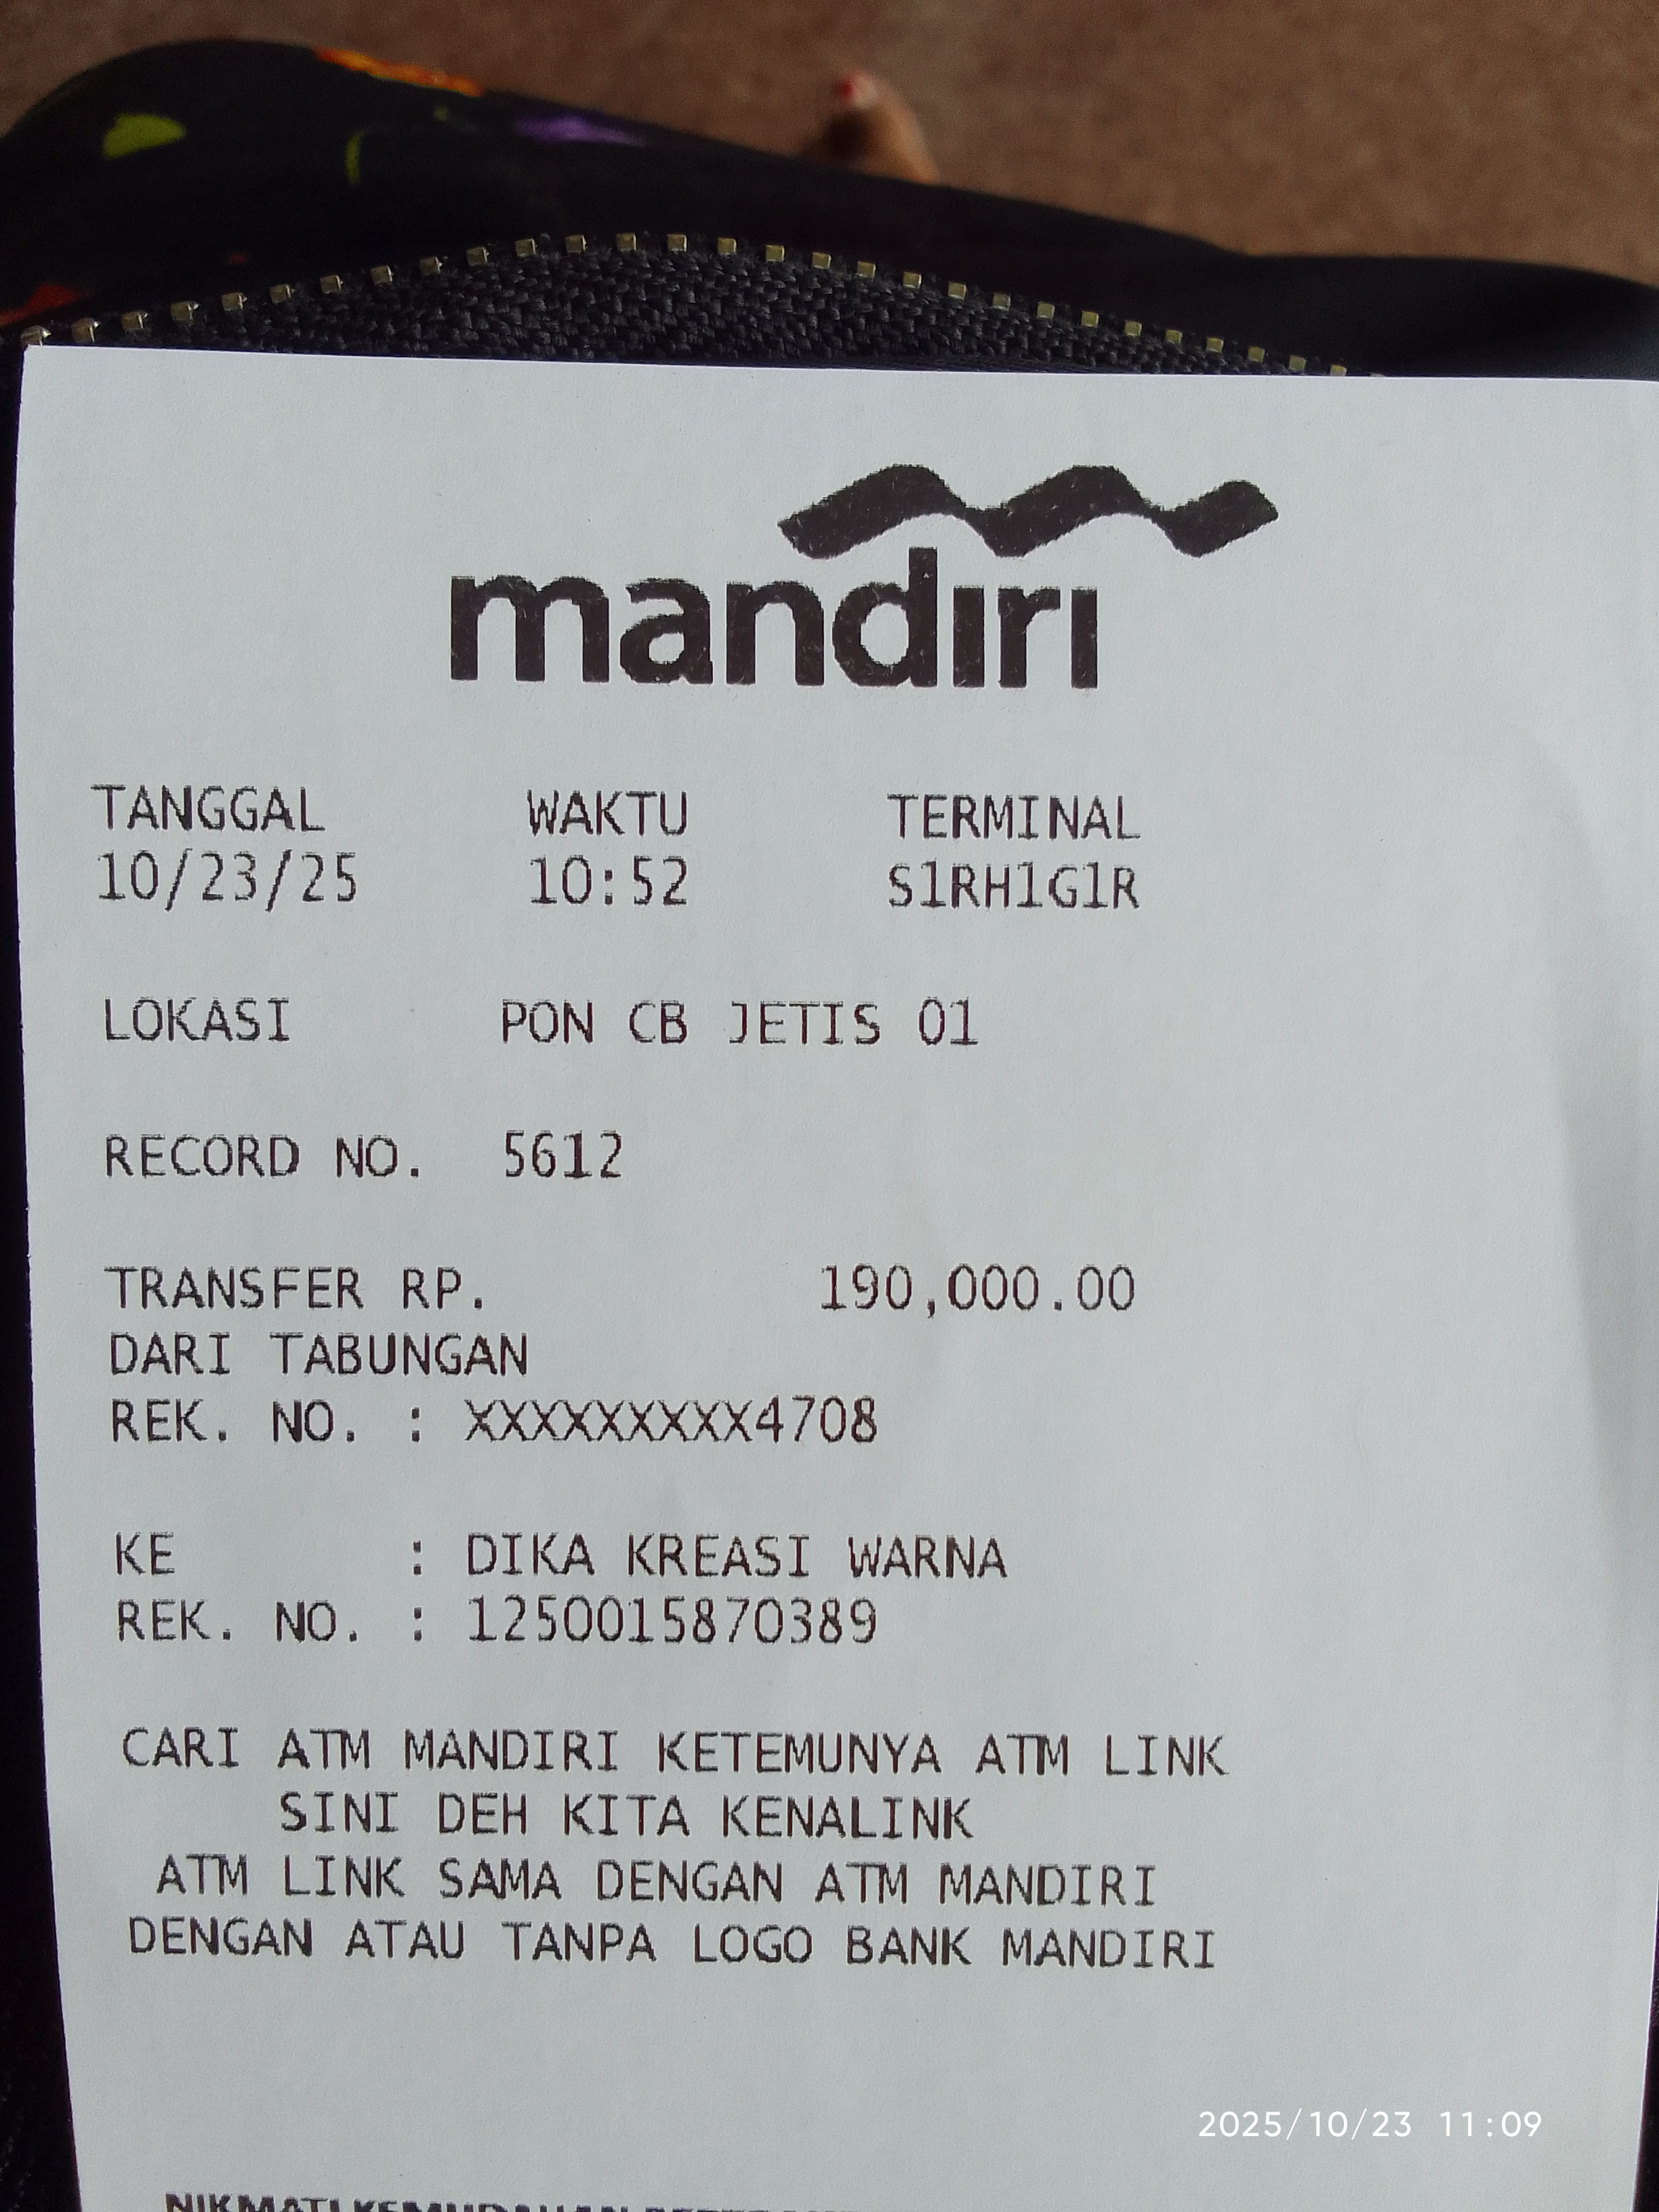 mandiri
TANGGAL WAKTU TERMINAL
10/23/25 10:52 S1RH1G1R
LOKASI PON CB JETIS 01
RECORD NO. 5612
TRANSFER RP. 190,000.00
DARI TABUNGAN
REK. NO. : XXXXXXXXX4708
KE : DIKA KREASI WARNA
REK. NO. : 1250015870389
CARI ATM MANDIRI KETEMUNYA ATM LINK
SINI DEH KITA KENALINK
ATM LINK SAMA DENGAN ATM MANDIRI
DENGAN ATAU TANPA LOGO BANK MANDIRI
2025/10/23 11:09
NIKMATI KEMUDAHAN